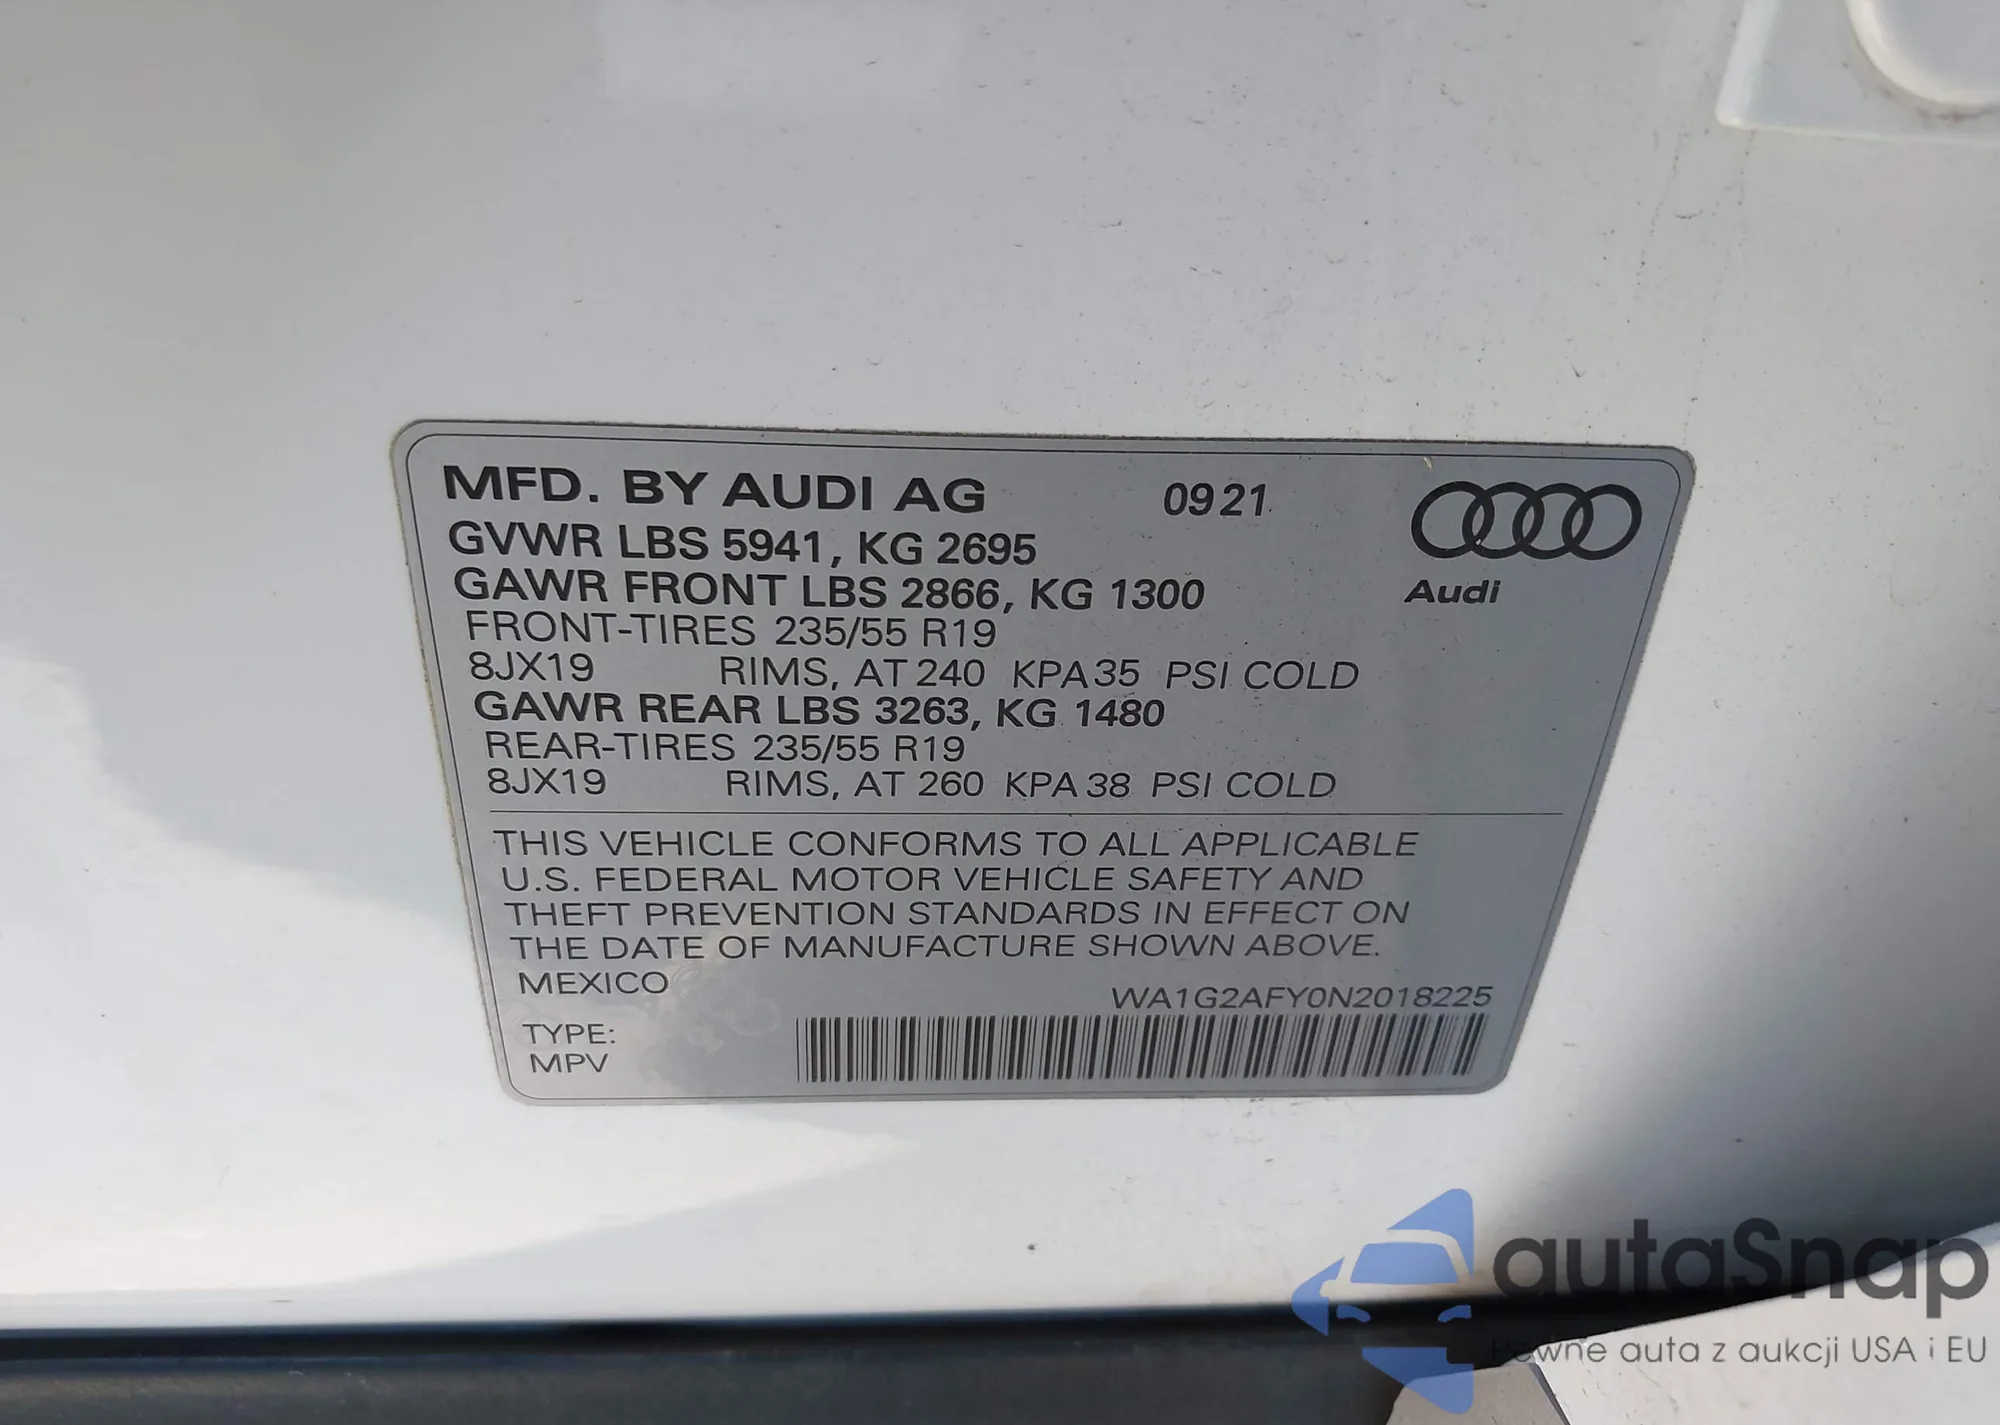 MFD. BY AUDI AG 09 21
GVWR LBS 5941, KG 2695
GAWR FRONT LBS 2866, KG 1300
Audi
FRONT-TIRES 235/55 R19
8JX19 RIMS, AT 240 KPA 35 PSI COLD
GAWR REAR LBS 3263, KG 1480
REAR-TIRES 235/55 R19
8JX19 RIMS, AT 260 KPA 38 PSI COLD
THIS VEHICLE CONFORMS TO ALL APPLICABLE
U.S. FEDERAL MOTOR VEHICLE SAFETY AND
THEFT PREVENTION STANDARDS IN EFFECT ON
THE DATE OF MANUFACTURE SHOWN ABOVE.
MEXICO
WA1G2AFY0N2018225
TYPE:
MPV
autaSnap
Pewne auta z aukcji USA i EU